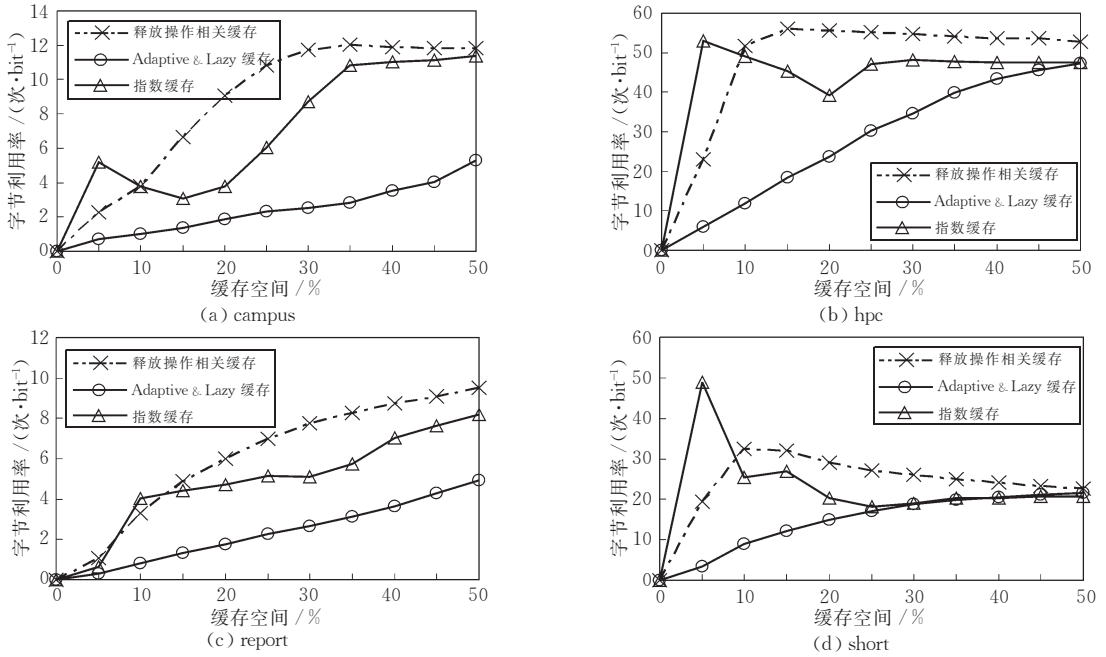 14
12
10
8
6
4
2
0
释放操作相关缓存
Adaptive & Lazy 缓存
指数缓存
字节利用率 /(次·bit⁻¹)
0 10 20 30 40 50
缓存空间 /%
(a) campus
60
50
40
30
20
10
0
释放操作相关缓存
Adaptive & Lazy 缓存
指数缓存
字节利用率 /(次·bit⁻¹)
0 10 20 30 40 50
缓存空间 /%
(b) hpc
12
10
8
6
4
2
0
释放操作相关缓存
Adaptive & Lazy 缓存
指数缓存
字节利用率 /(次·bit⁻¹)
0 10 20 30 40 50
缓存空间 /%
(c) report
60
50
40
30
20
10
0
释放操作相关缓存
Adaptive & Lazy 缓存
指数缓存
字节利用率 /(次·bit⁻¹)
0 10 20 30 40 50
缓存空间 /%
(d) short